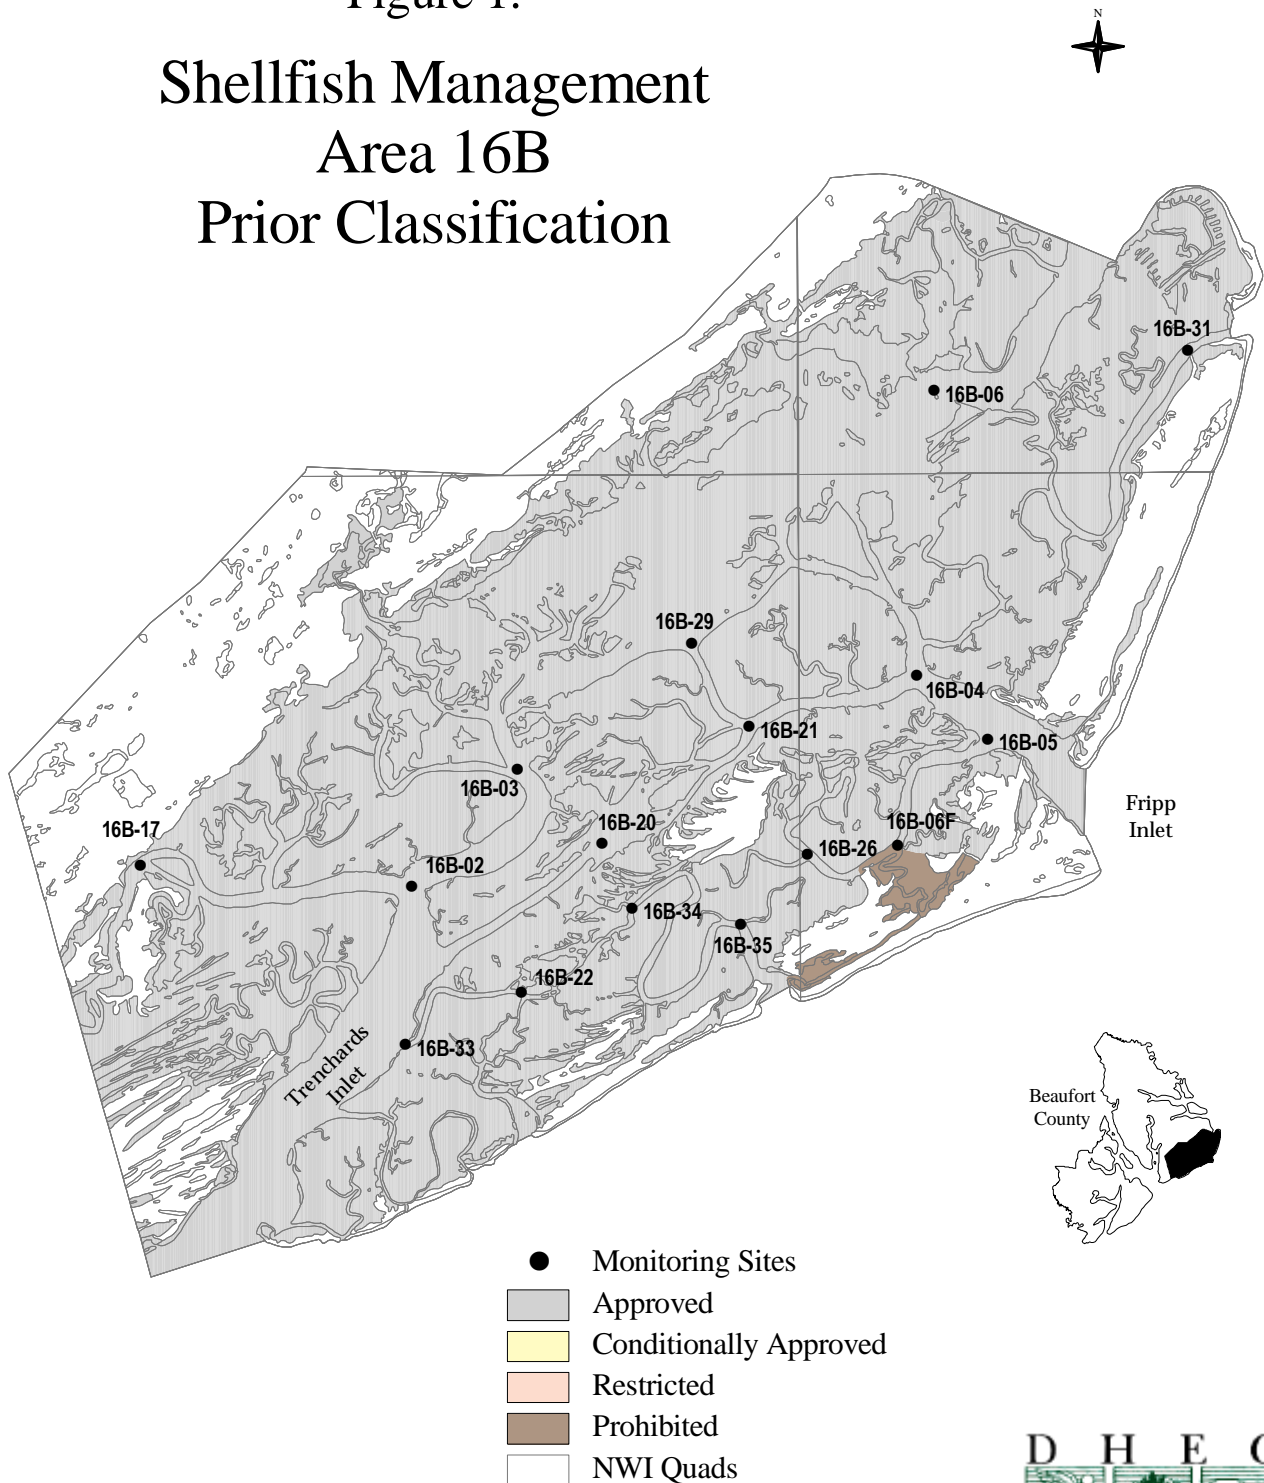 Figure 1.
N
Shellfish Management
Area 16B
Prior Classification
16B-31
16B-06
16B-29
16B-04
16B-21
16B-05
16B-03
Fripp
Inlet
16B-20
16B-06F
16B-17
16B-26
16B-02
16B-34
16B-35
16B-22
16B-33
Trenchards
Inlet
Beaufort
County
Monitoring Sites
Approved
Conditionally Approved
Restricted
Prohibited
NWI Quads
D H E C